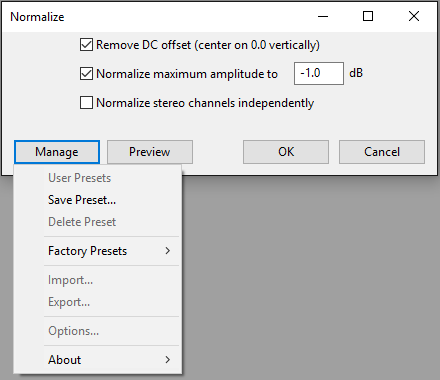 Normalize
Remove DC offset (center on 0.0 vertically)
Normalize maximum amplitude to -1.0 dB
Normalize stereo channels independently
Manage Preview OK Cancel
User Presets
Save Preset...
Delete Preset
Factory Presets
Import...
Export...
Options...
About